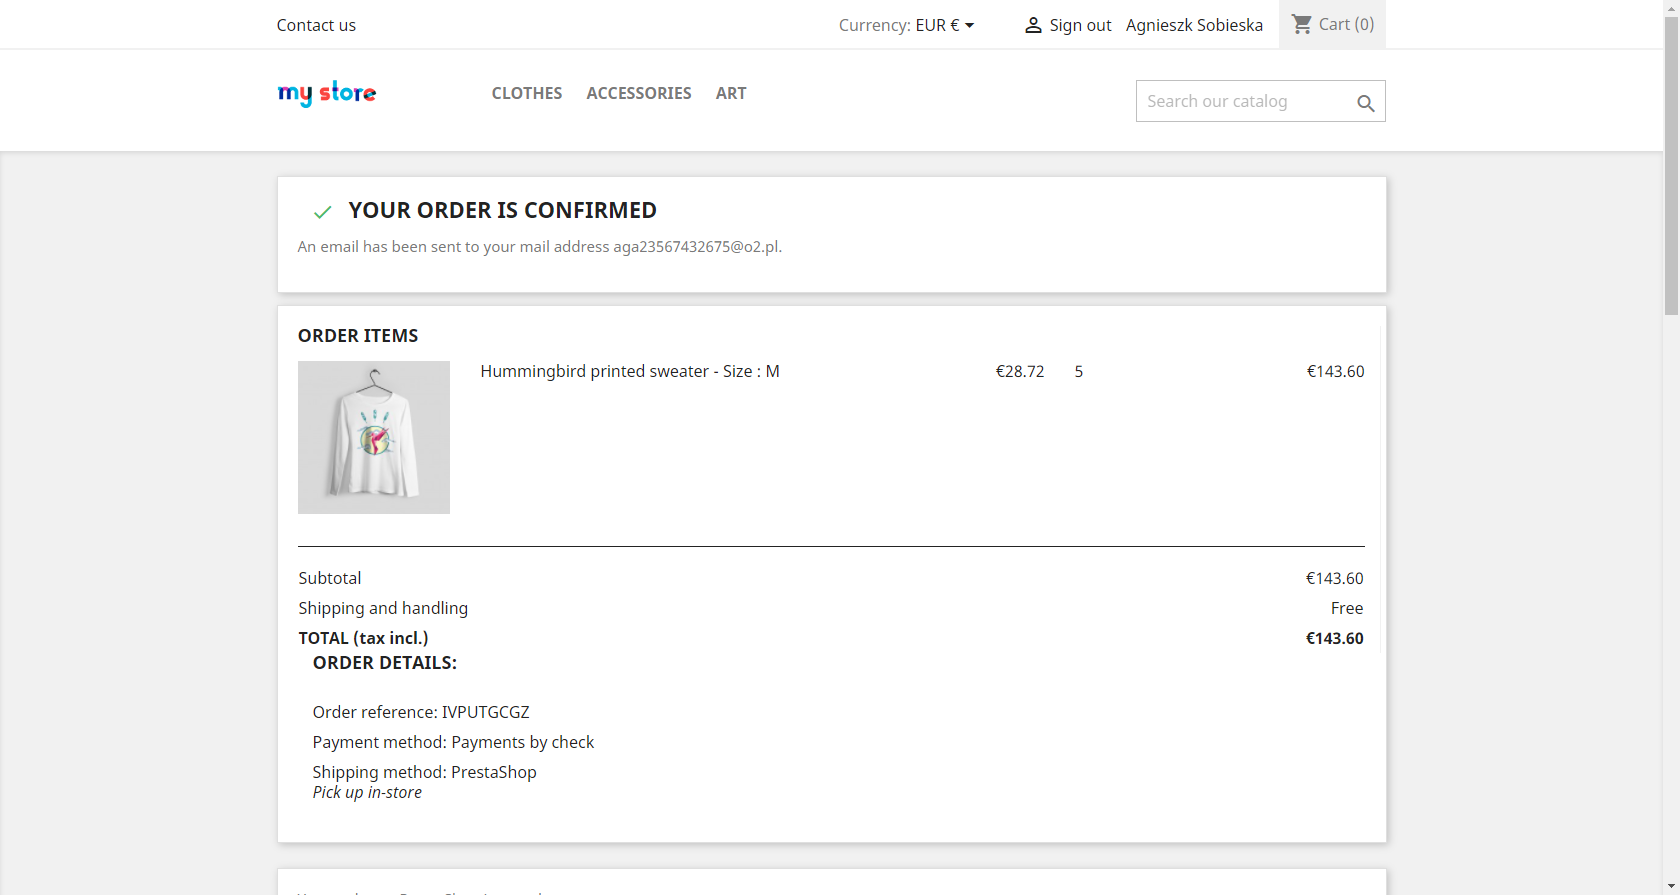 Contact us
Currency: EUR €
Sign out
Agnieszk Sobieska
Cart (0)
my store
CLOTHES
ACCESSORIES
ART
Search our catalog
YOUR ORDER IS CONFIRMED
An email has been sent to your mail address aga23567432675@o2.pl.
ORDER ITEMS
Hummingbird printed sweater - Size : M €28.72 5 €143.60
Subtotal €143.60
Shipping and handling Free
TOTAL (tax incl.) €143.60
ORDER DETAILS:
Order reference: IVPUTGCGZ
Payment method: Payments by check
Shipping method: PrestaShop
Pick up in-store